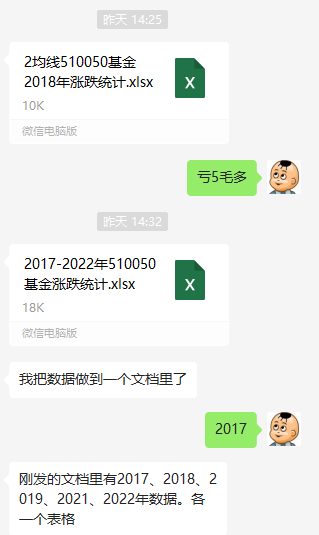 昨天 14:25
2均线510050基金
2018年涨跌统计.xlsx
10K
微信电脑版
亏5毛多
昨天 14:32
2017-2022年510050
基金涨跌统计.xlsx
18K
微信电脑版
我把数据做到一个文档里了
2017
刚发的文档里有2017、2018、2
019、2021、2022年数据。各
一个表格